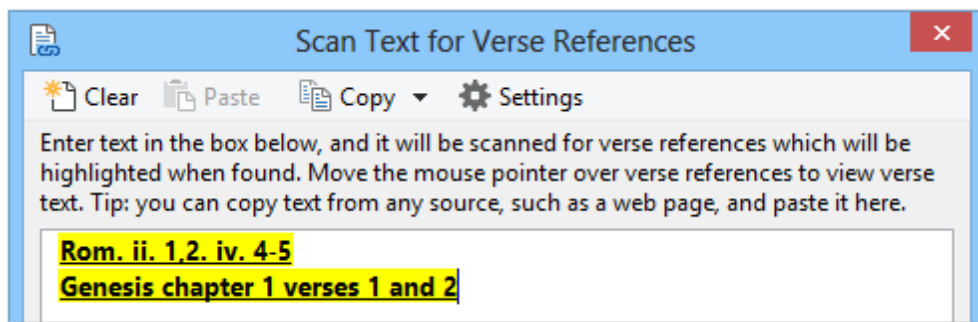 Scan Text for Verse References
Clear Paste Copy Settings
Enter text in the box below, and it will be scanned for verse references which will be
highlighted when found. Move the mouse pointer over verse references to view verse
text. Tip: you can copy text from any source, such as a web page, and paste it here.
Rom. ii. 1,2. iv. 4-5
Genesis chapter 1 verses 1 and 2